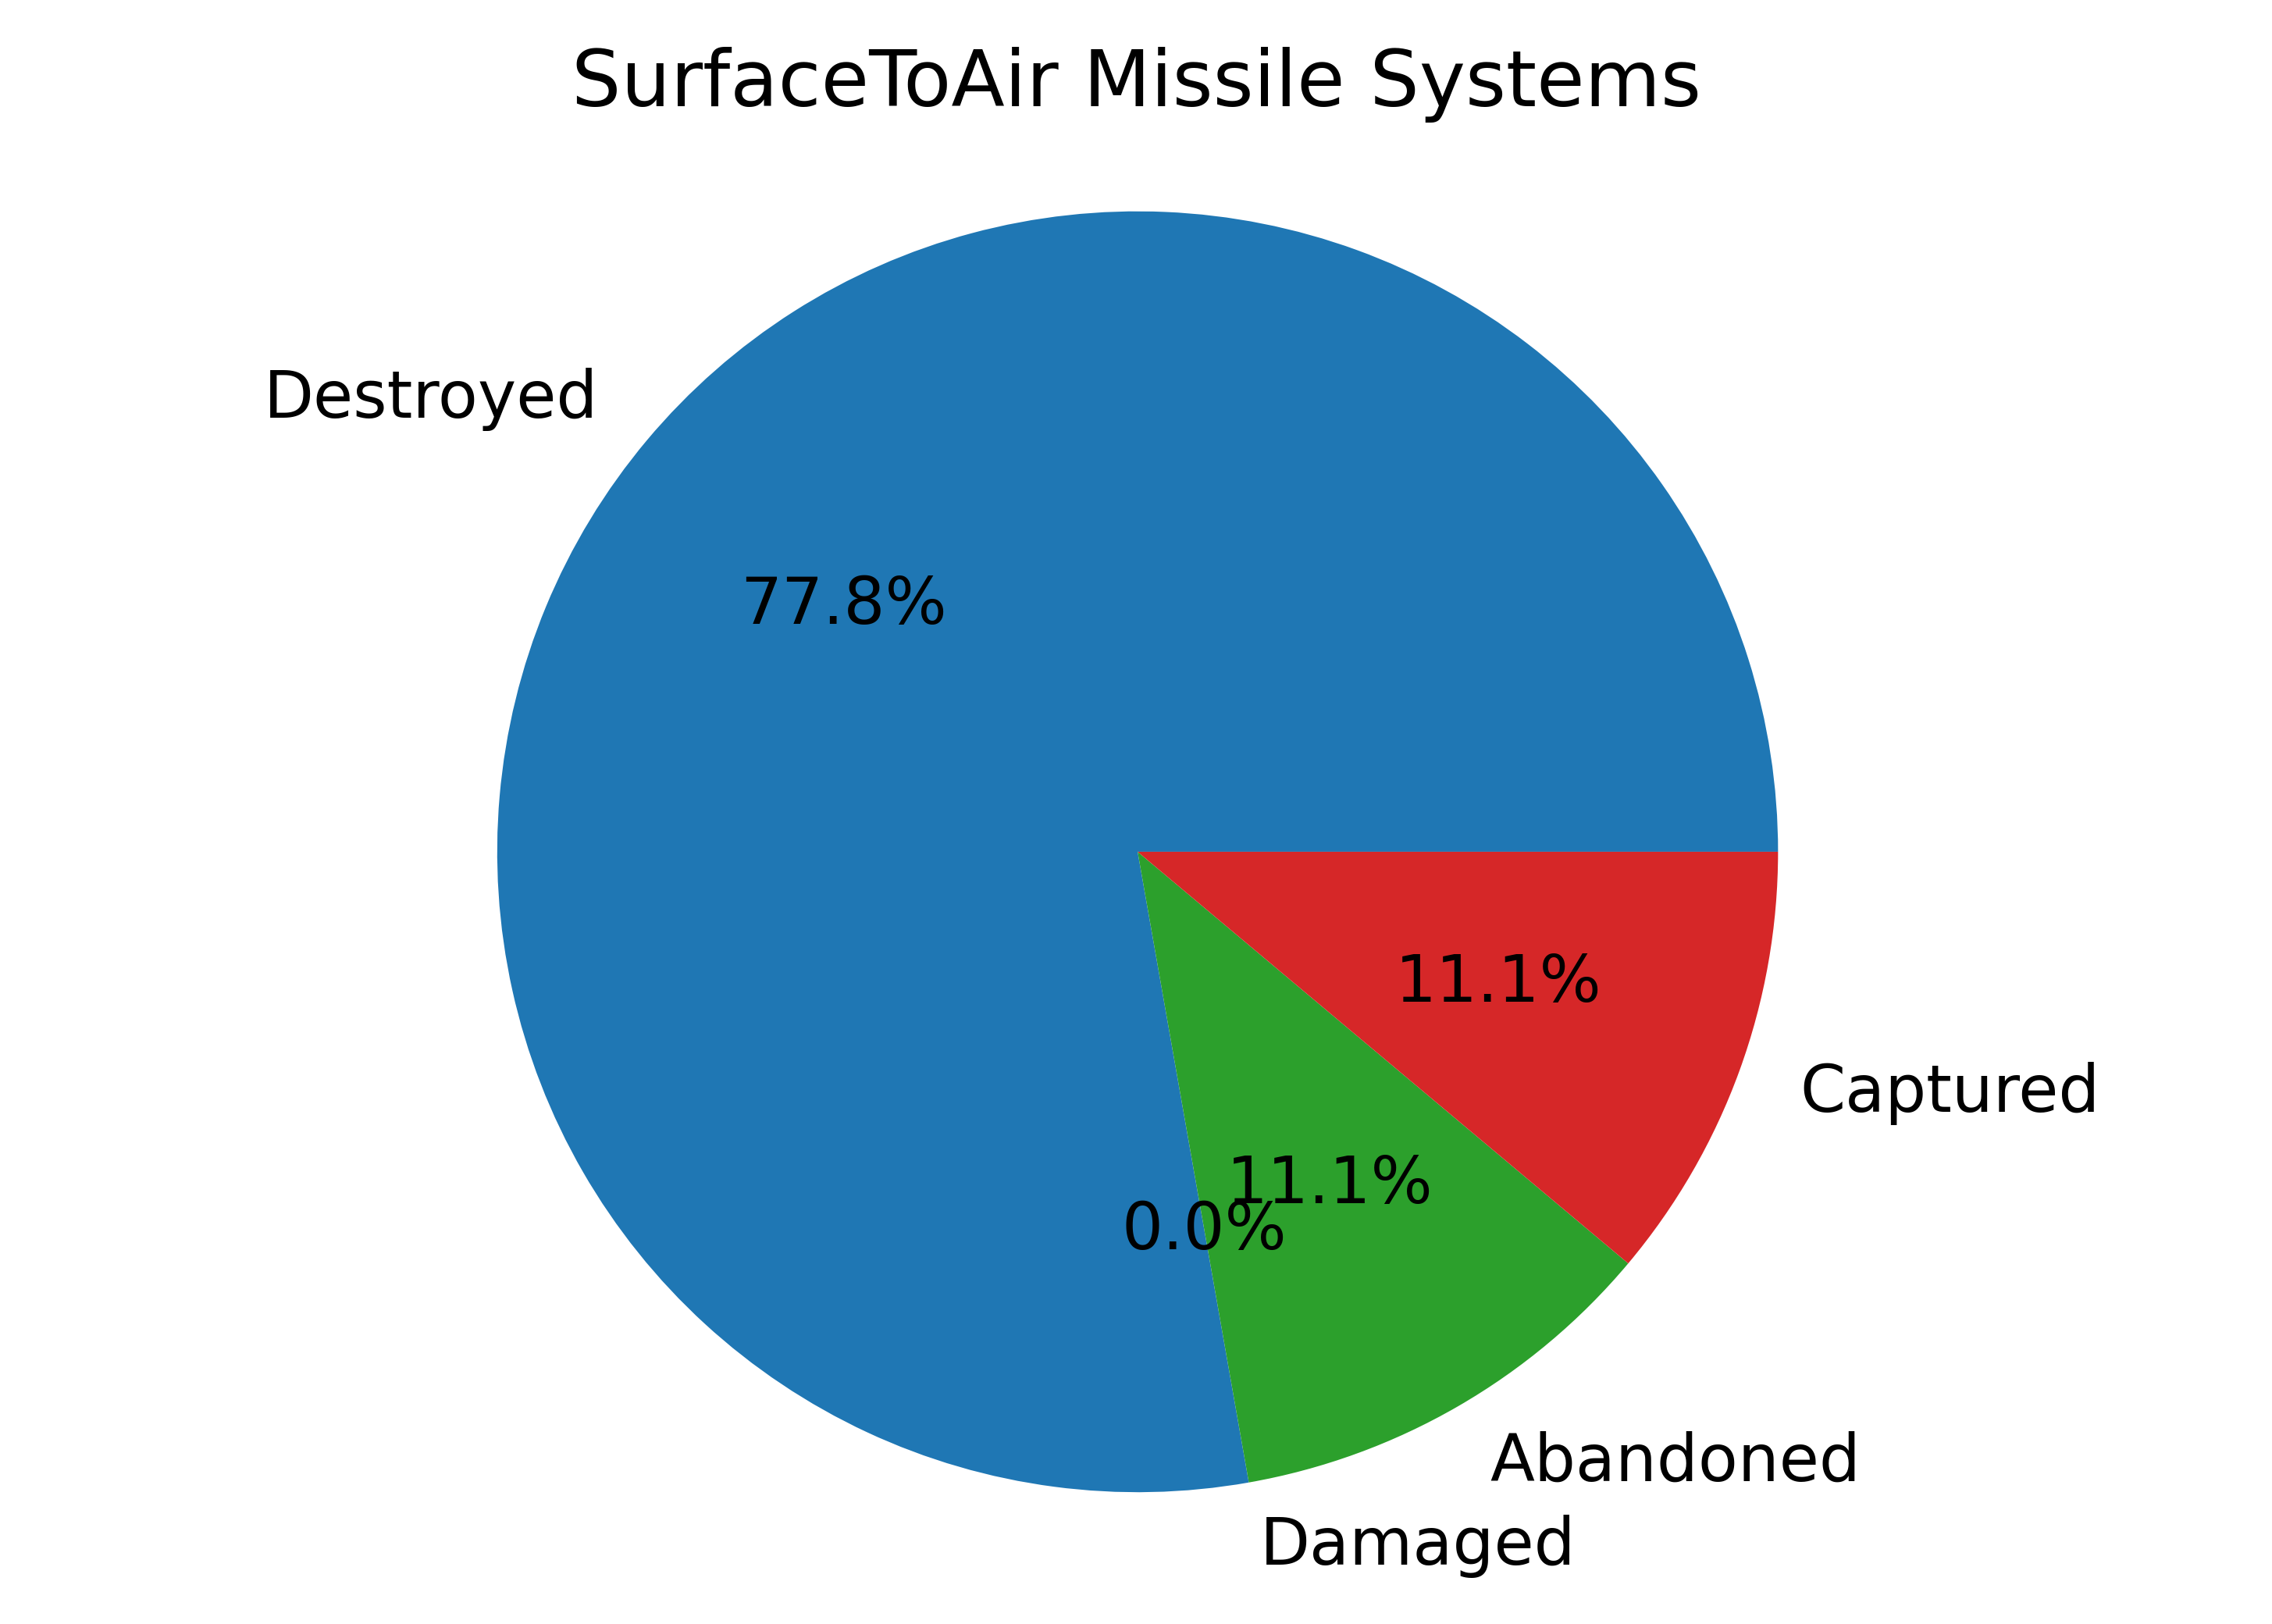 SurfaceToAir Missile Systems
Destroyed
77.8%
11.1%
Captured
11.1%
0.0%
Abandoned
Damaged